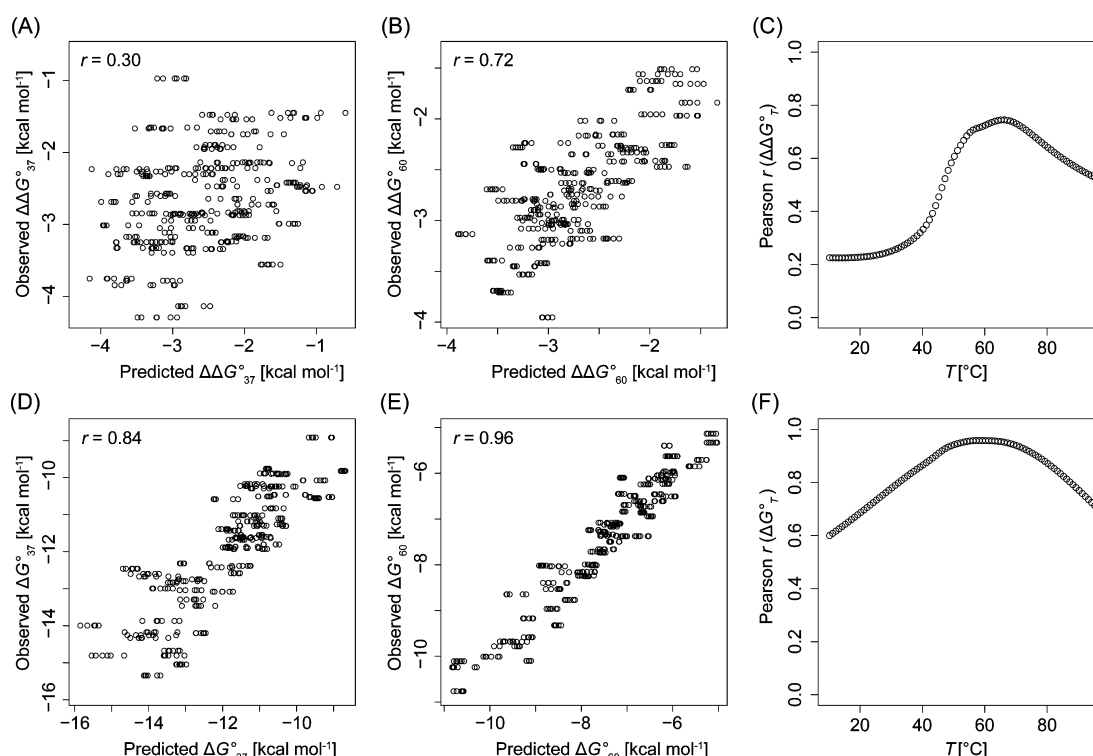 (A)
r = 0.30
Observed ΔΔG°37 [kcal mol-1]
−1
−2
−3
−4
−4
−3
−2
−1
Predicted ΔΔG°37 [kcal mol-1]
(B)
r = 0.72
Observed ΔΔG°60 [kcal mol-1]
−2
−3
−4
−4
−3
−2
Predicted ΔΔG°60 [kcal mol-1]
(C)
Pearson r (ΔΔG°T)
1.0
0.8
0.6
0.4
0.2
0.0
20
40
60
80
T [°C]
(D)
r = 0.84
Observed ΔG°37 [kcal mol-1]
−10
−12
−14
−16
−16
−14
−12
−10
Predicted ΔG°37 [kcal mol-1]
(E)
r = 0.96
Observed ΔG°60 [kcal mol-1]
−6
−8
−10
−10
−8
−6
Predicted ΔG°60 [kcal mol-1]
(F)
Pearson r (ΔG°T)
1.0
0.8
0.6
0.4
0.2
0.0
20
40
60
80
T [°C]